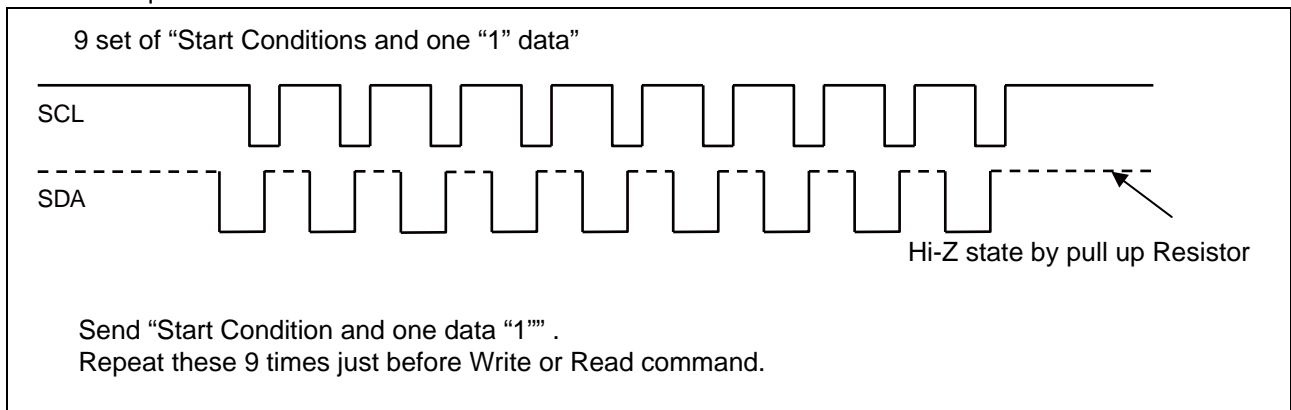 9 set of “Start Conditions and one “1” data”
SCL
SDA
Hi-Z state by pull up Resistor
Send “Start Condition and one data “1”” .
Repeat these 9 times just before Write or Read command.